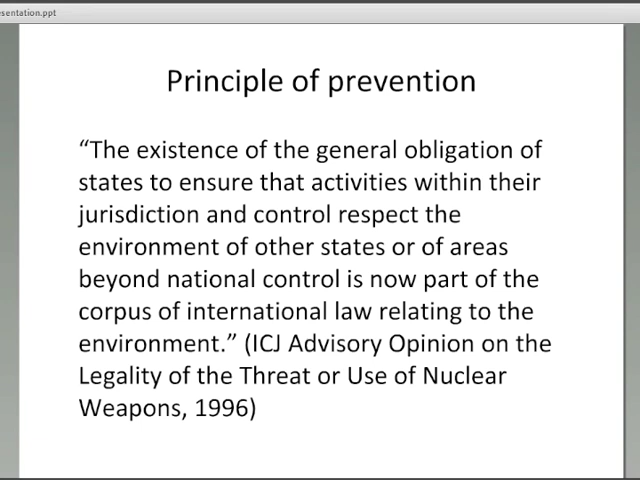 esentation.ppt
Principle of prevention
“The existence of the general obligation of
states to ensure that activities within their
jurisdiction and control respect the
environment of other states or of areas
beyond national control is now part of the
corpus of international law relating to the
environment.” (ICJ Advisory Opinion on the
Legality of the Threat or Use of Nuclear
Weapons, 1996)